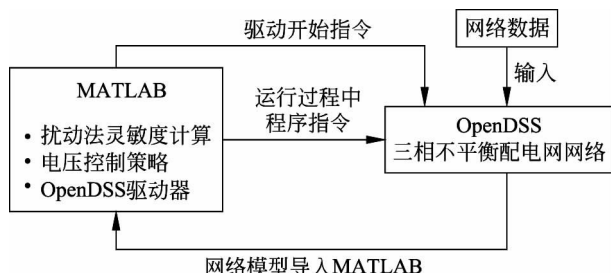 驱动开始指令
网络数据
输入
MATLAB
• 扰动法灵敏度计算
• 电压控制策略
• OpenDSS驱动器
运行过程中
程序指令
OpenDSS
三相不平衡配电网网络
网络模型导入MATLAB